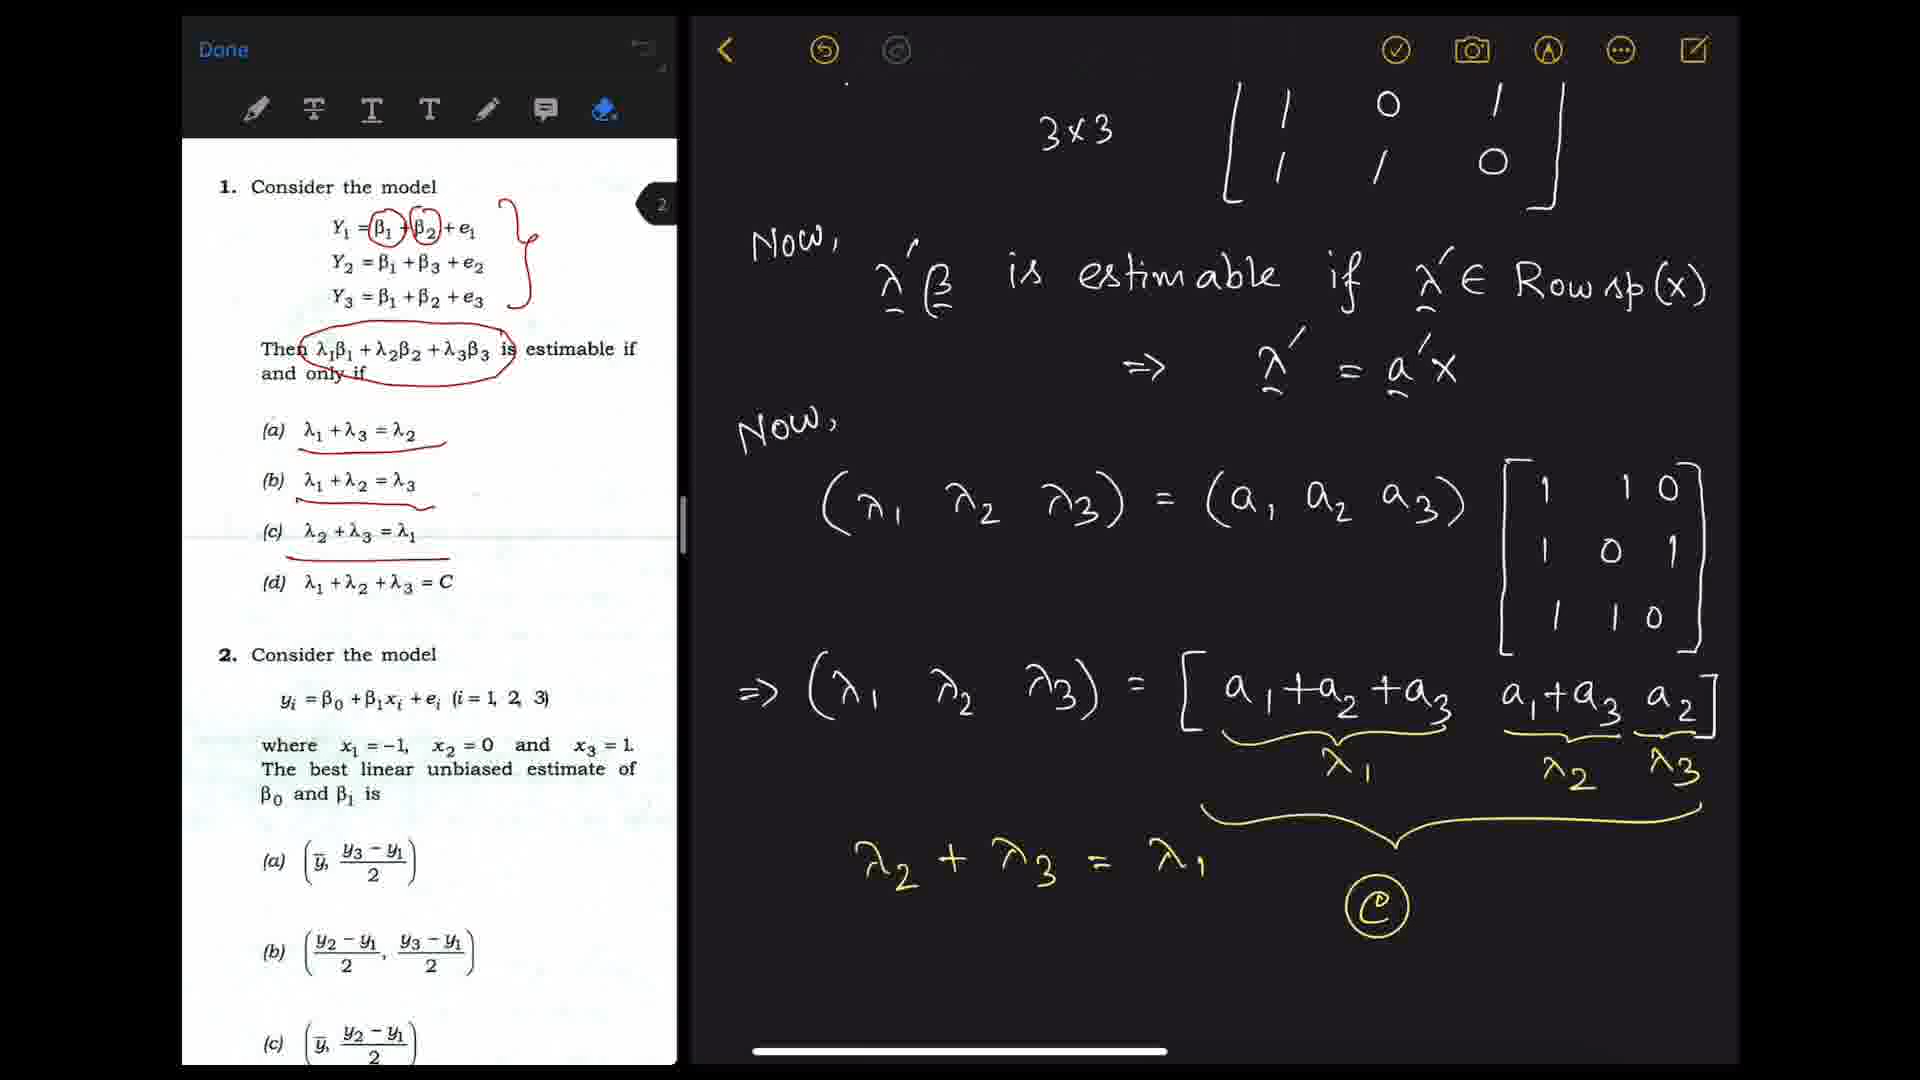 Done
2
1. Consider the model
Y₁ = β₁ + β₂ + e₁
Y₂ = β₁ + β₃ + e₂
Y₃ = β₁ + β₂ + e₃
Then λ₁β₁ + λ₂β₂ + λ₃β₃ is estimable if
and only if
(a) λ₁ + λ₃ = λ₂
(b) λ₁ + λ₂ = λ₃
(c) λ₂ + λ₃ = λ₁
(d) λ₁ + λ₂ + λ₃ = C
2. Consider the model
yᵢ = β₀ + β₁xᵢ + eᵢ (i = 1, 2, 3)
where x₁ = −1, x₂ = 0 and x₃ = 1.
The best linear unbiased estimate of
β₀ and β₁ is
(a) (ȳ, (y₃ − y₁)/2)
(b) ((y₂ − y₁)/2, (y₃ − y₁)/2)
(c) (ȳ, (y₂ − y₁)/2)
1 0 1
3×3
1 1 0
Now,
λ′β is estimable if λ′ ∈ Row sp(x)
⇒ λ′ = a′x
Now,
(λ₁ λ₂ λ₃) = (a₁ a₂ a₃) [1 1 0
1 0 1
1 1 0]
⇒ (λ₁ λ₂ λ₃) = [a₁+a₂+a₃ a₁+a₃ a₂]
λ₁ λ₂ λ₃
λ₂ + λ₃ = λ₁
C